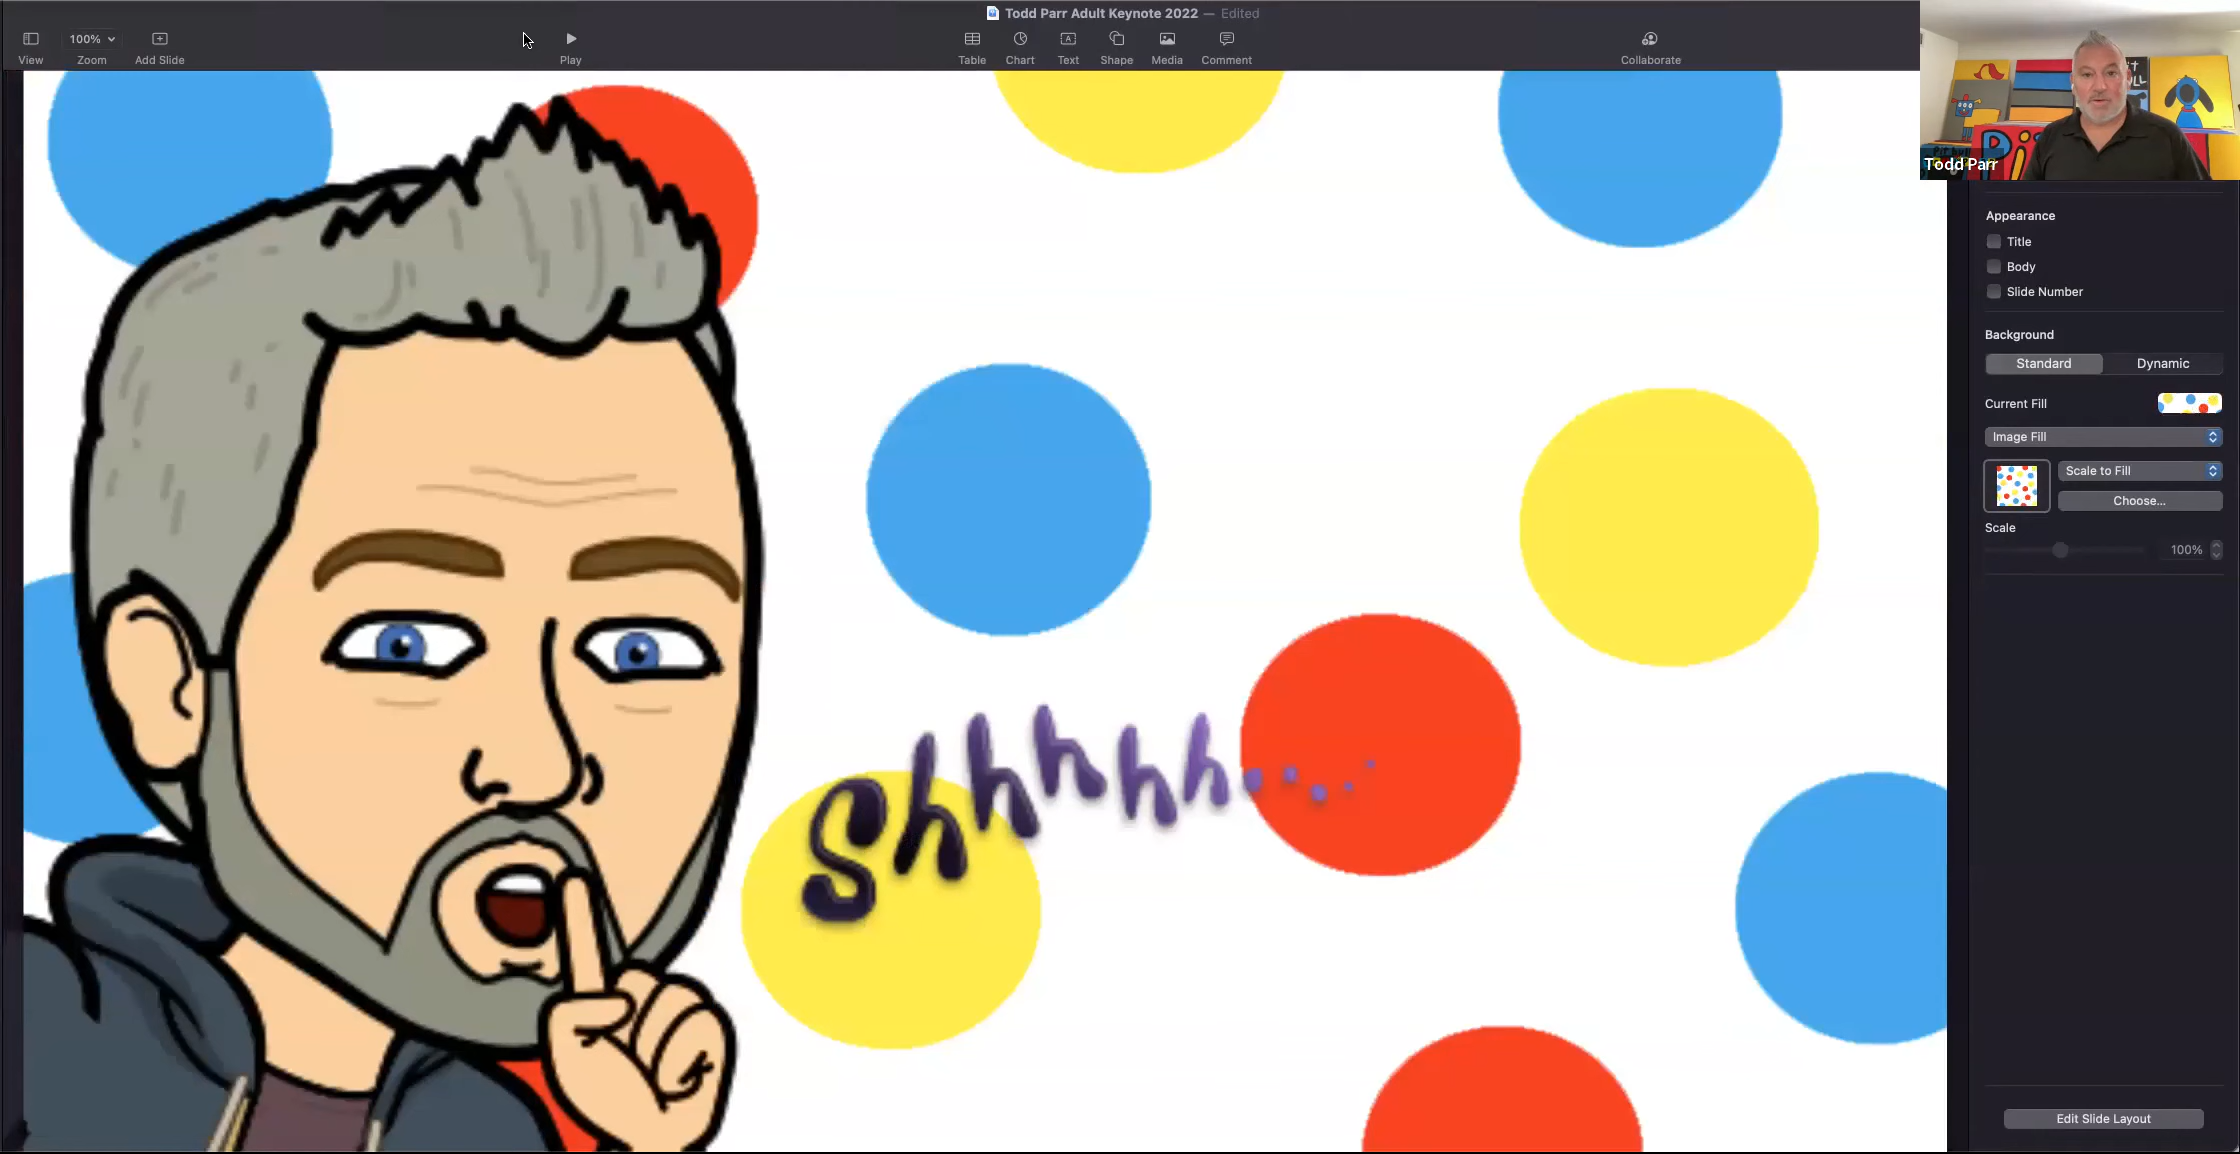 Todd Parr Adult Keynote 2022 — Edited
100%
View
Zoom
Add Slide
Play
Table
Chart
Text
Shape
Media
Comment
Collaborate
Todd Parr
Appearance
Title
Body
Slide Number
Background
Standard
Dynamic
Current Fill
Image Fill
Scale to Fill
Choose...
Scale
100%
Shhhhhh......
Edit Slide Layout